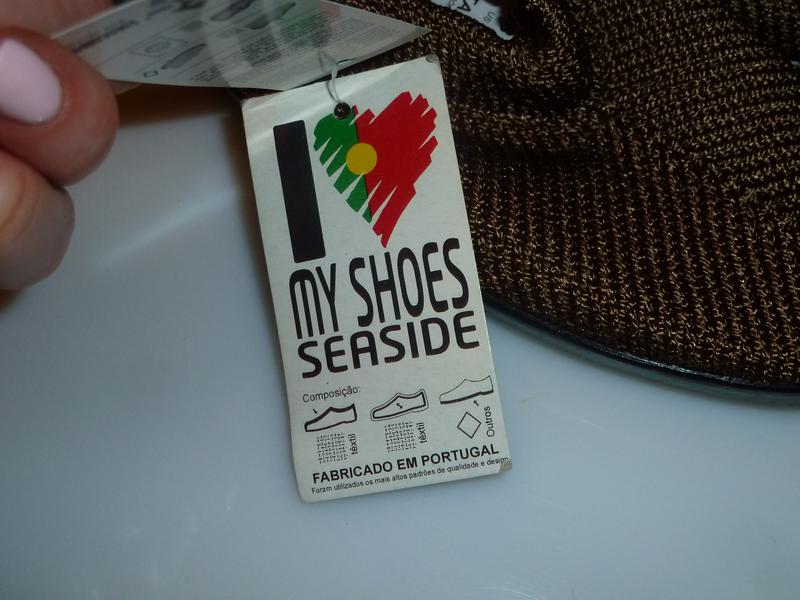 I
MY SHOES
SEASIDE
Composição:
têxtil
têxtil
Outros
FABRICADO EM PORTUGAL
Foram utilizados os mais altos padrões de qualidade e design